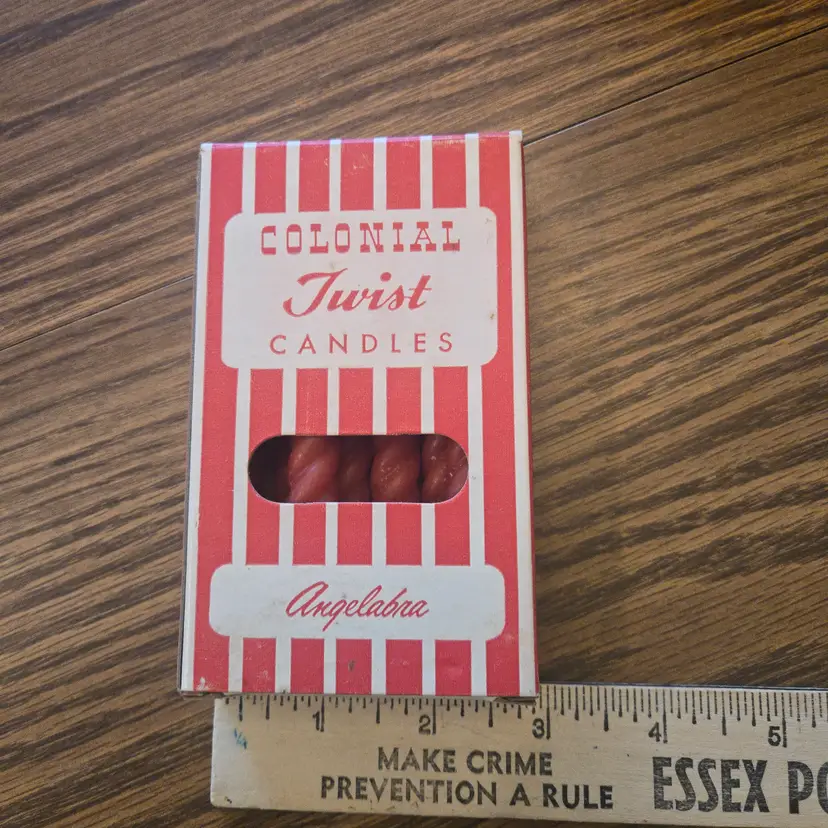 COLONIAL
Twist
CANDLES
Angelabra
1 2 3 4 5
MAKE CRIME
PREVENTION A RULE
ESSEX